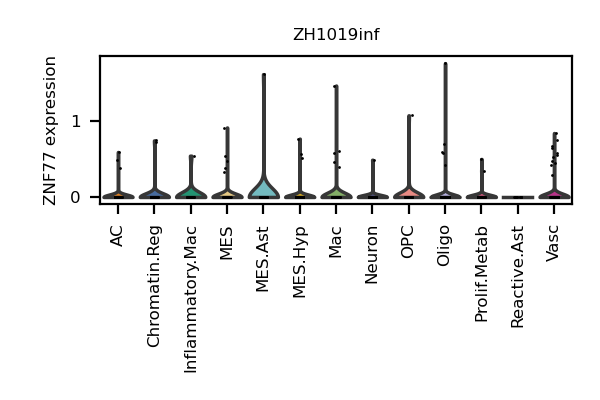 ZH1019inf
ZNF77 expression
1
0
AC
Chromatin.Reg
Inflammatory.Mac
MES
MES.Ast
MES.Hyp
Mac
Neuron
OPC
Oligo
Prolif.Metab
Reactive.Ast
Vasc